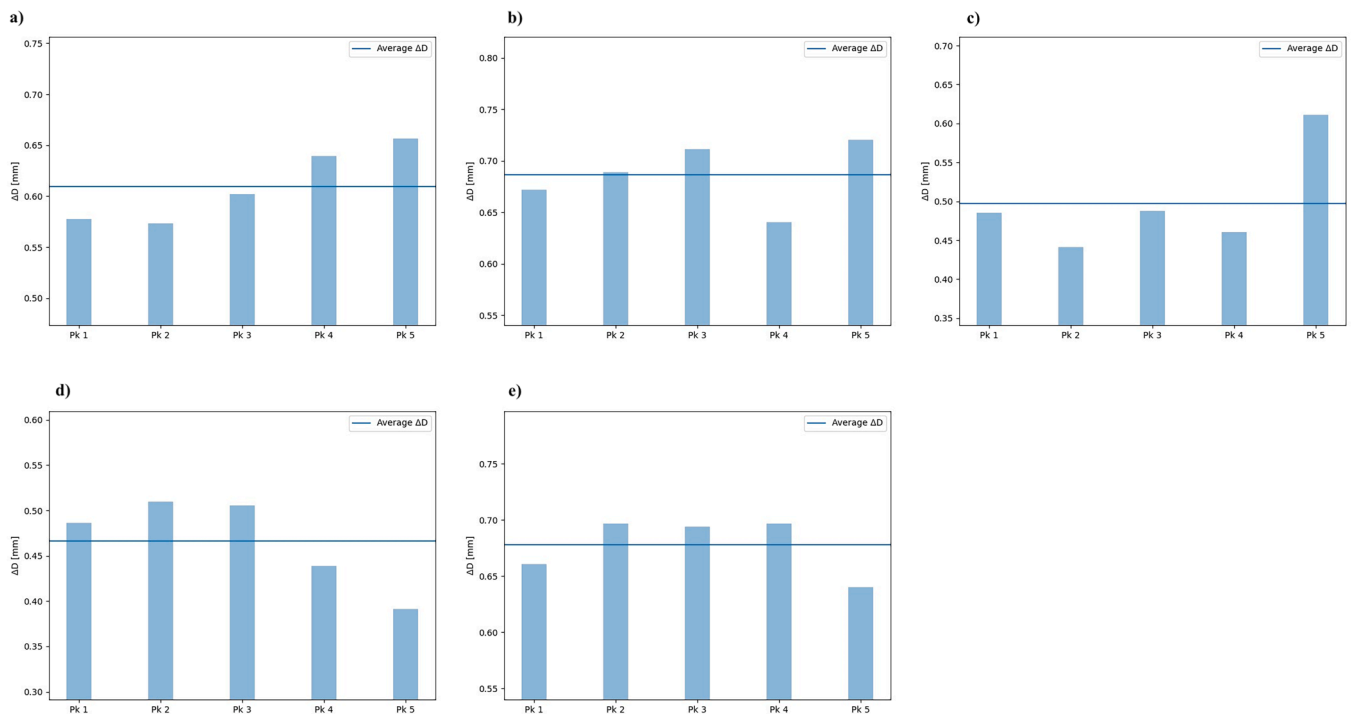 a)
ΔD [mm]
0.75
0.70
0.65
0.60
0.55
0.50
Average ΔD
Pk 1 Pk 2 Pk 3 Pk 4 Pk 5
b)
ΔD [mm]
0.80
0.75
0.70
0.65
0.60
0.55
Average ΔD
Pk 1 Pk 2 Pk 3 Pk 4 Pk 5
c)
ΔD [mm]
0.70
0.65
0.60
0.55
0.50
0.45
0.40
0.35
Average ΔD
Pk 1 Pk 2 Pk 3 Pk 4 Pk 5
d)
ΔD [mm]
0.60
0.55
0.50
0.45
0.40
0.35
0.30
Average ΔD
Pk 1 Pk 2 Pk 3 Pk 4 Pk 5
e)
ΔD [mm]
0.75
0.70
0.65
0.60
0.55
Average ΔD
Pk 1 Pk 2 Pk 3 Pk 4 Pk 5